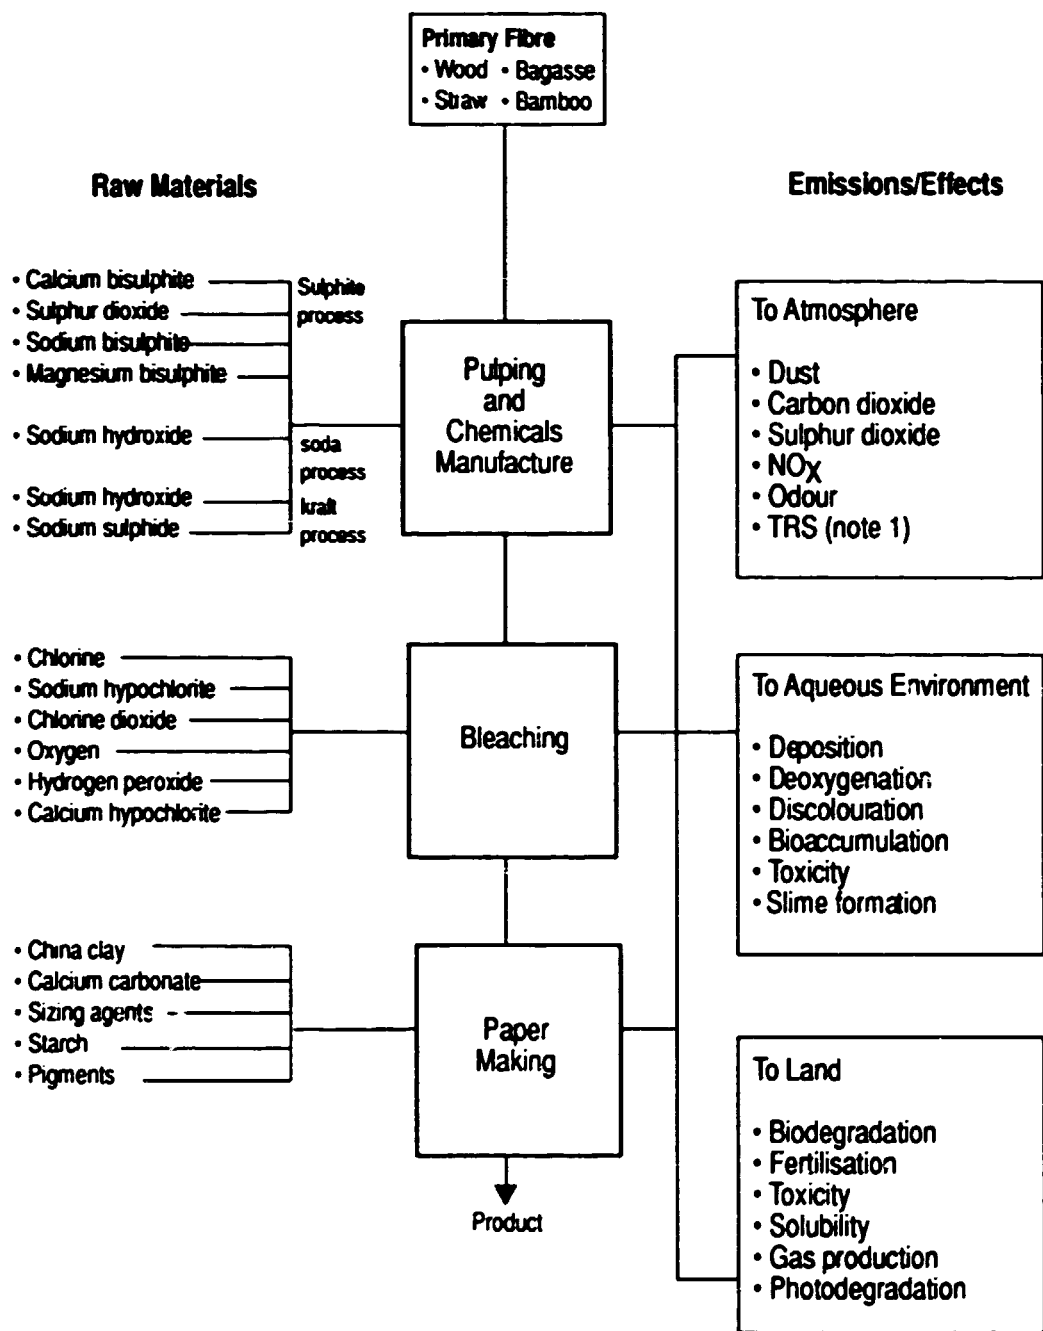 Primary Fibre
• Wood • Bagasse
• Straw • Bamboo
Raw Materials
Emissions/Effects
• Calcium bisulphite
• Sulphur dioxide
• Sodium bisulphite
• Magnesium bisulphite
Sulphite
process
• Sodium hydroxide
soda
process
• Sodium hydroxide
• Sodium sulphide
kraft
process
Pulping
and
Chemicals
Manufacture
To Atmosphere
• Dust
• Carbon dioxide
• Sulphur dioxide
• NOX
• Odour
• TRS (note 1)
• Chlorine
• Sodium hypochlorite
• Chlorine dioxide
• Oxygen
• Hydrogen peroxide
• Calcium hypochlorite
Bleaching
To Aqueous Environment
• Deposition
• Deoxygenation
• Discolouration
• Bioaccumulation
• Toxicity
• Slime formation
• China clay
• Calcium carbonate
• Sizing agents
• Starch
• Pigments
Paper
Making
Product
To Land
• Biodegradation
• Fertilisation
• Toxicity
• Solubility
• Gas production
• Photodegradation